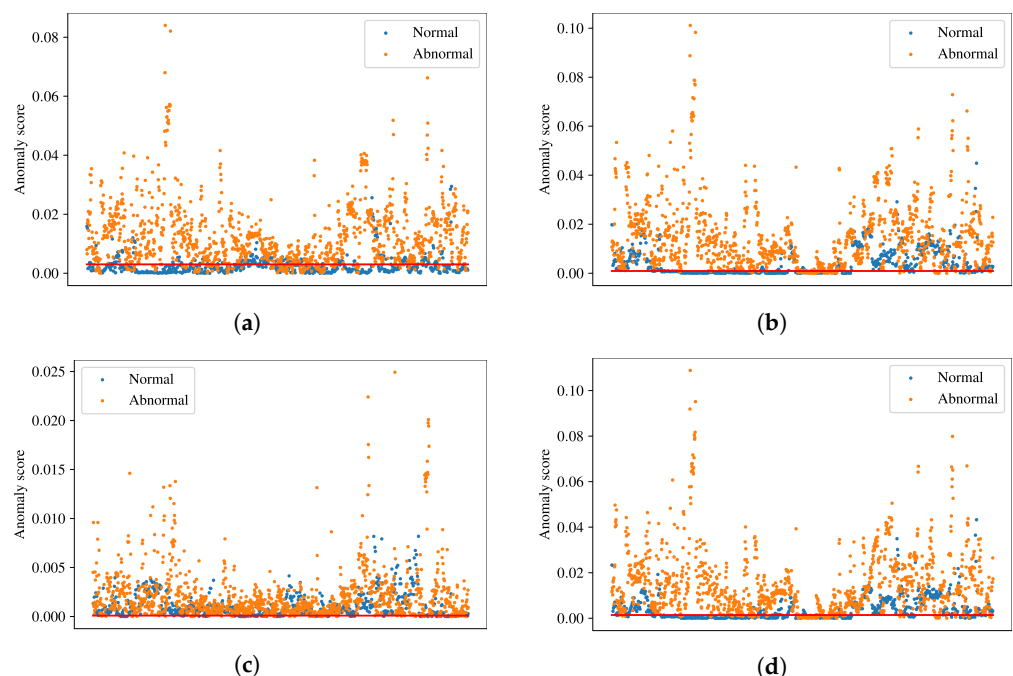 Normal
Abnormal
Anomaly score
0.08
0.06
0.04
0.02
0.00
(a)
Normal
Abnormal
Anomaly score
0.10
0.08
0.06
0.04
0.02
0.00
(b)
Normal
Abnormal
Anomaly score
0.025
0.020
0.015
0.010
0.005
0.000
(c)
Normal
Abnormal
Anomaly score
0.10
0.08
0.06
0.04
0.02
0.00
(d)